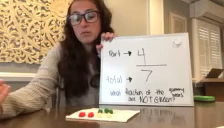 Part → 4
Total → 7
What fraction of the gummy bears
are NOT GREEN?